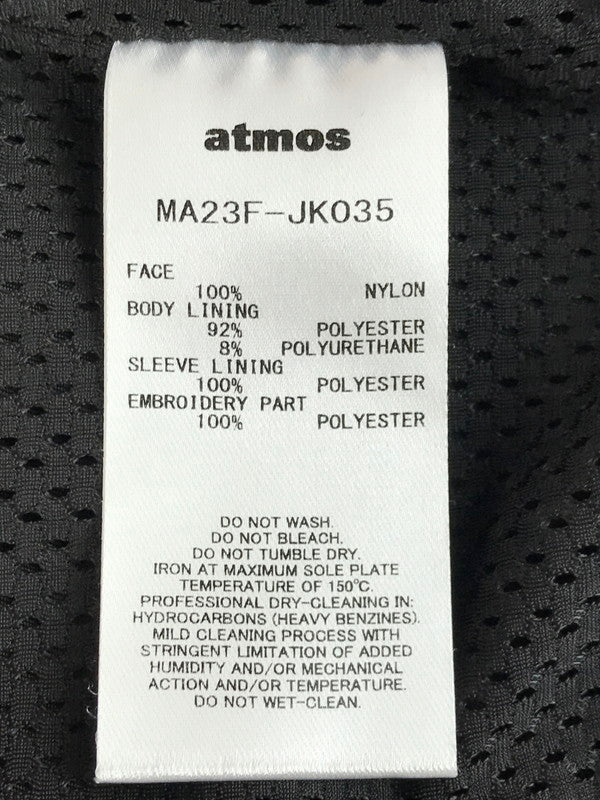 atmos
MA23F-JK035
FACE
100% NYLON
BODY LINING
92% POLYESTER
8% POLYURETHANE
SLEEVE LINING
100% POLYESTER
EMBROIDERY PART
100% POLYESTER
DO NOT WASH.
DO NOT BLEACH.
DO NOT TUMBLE DRY.
IRON AT MAXIMUM SOLE PLATE
TEMPERATURE OF 150℃.
PROFESSIONAL DRY-CLEANING IN:
HYDROCARBONS (HEAVY BENZINES).
MILD CLEANING PROCESS WITH
STRINGENT LIMITATION OF ADDED
HUMIDITY AND/OR MECHANICAL
ACTION AND/OR TEMPERATURE.
DO NOT WET-CLEAN.